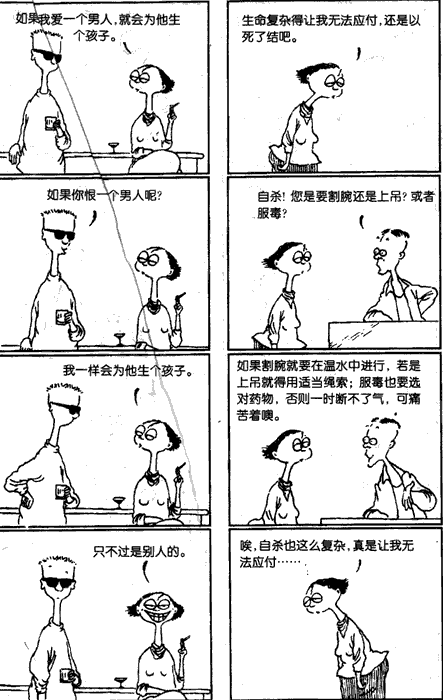 如果我爱一个男人,就会为他生
个孩子。
如果你恨一个男人呢?
我一样会为他生个孩子。
只不过是别人的。
生命复杂得让我无法应付,还是以
死了结吧。
自杀!您是要割腕还是上吊?或者
服毒?
如果割腕就要在温水中进行,若是
上吊就得用适当绳索;服毒也要选
对药物,否则一时断不了气,可痛
苦着噢。
唉,自杀也这么复杂,真是让我无
法应付……